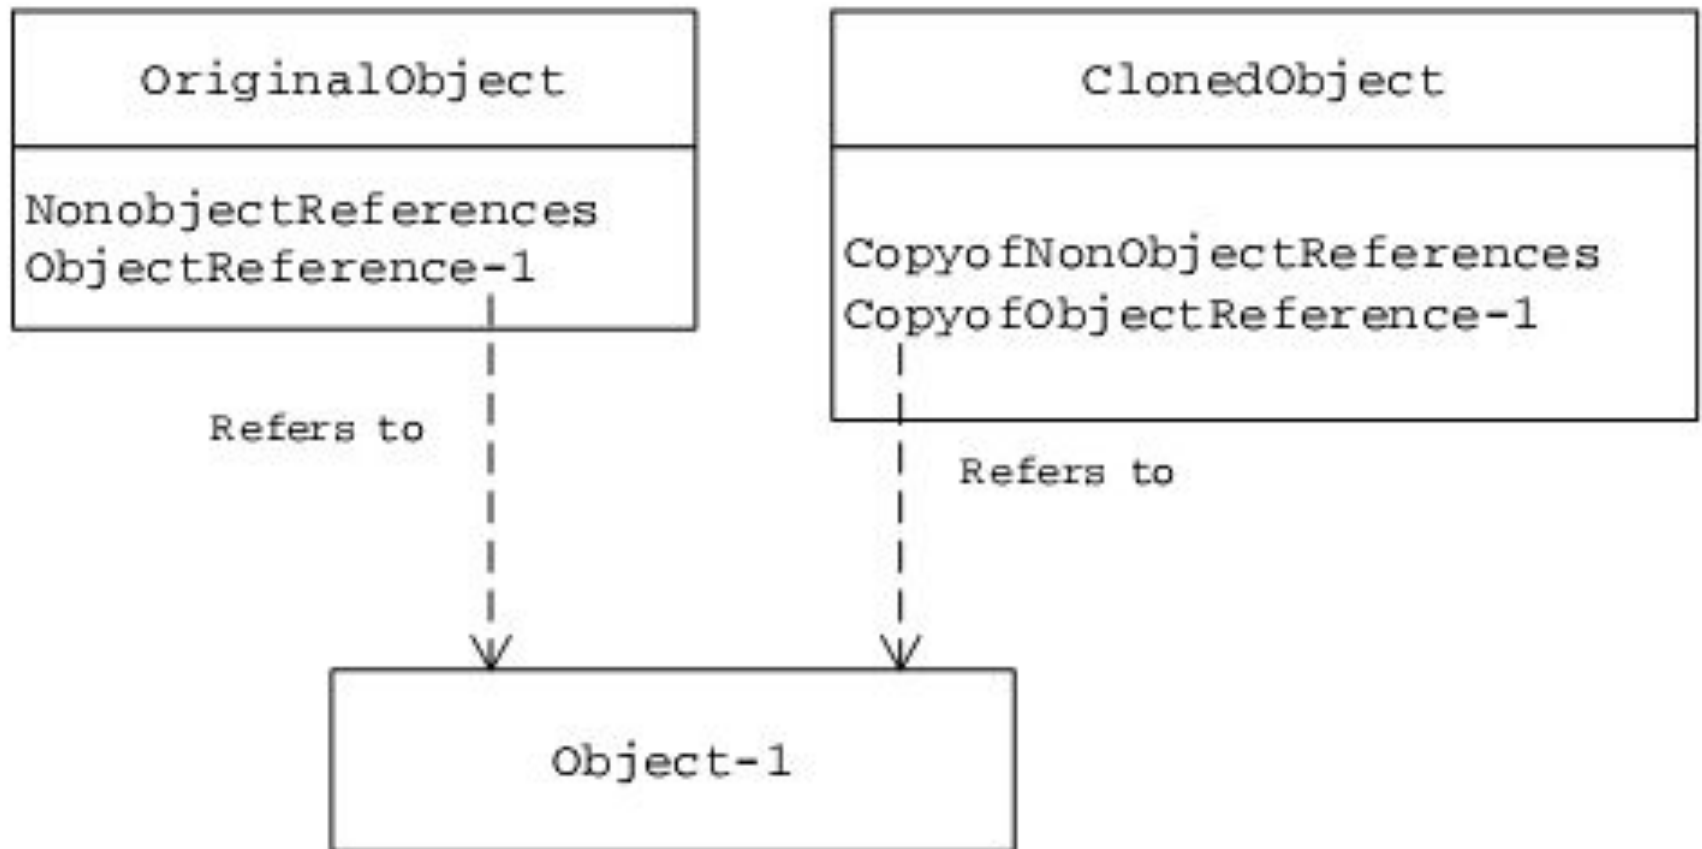 OriginalObject
NonobjectReferences
ObjectReference-1
ClonedObject
CopyofNonObjectReferences
CopyofObjectReference-1
Refers to
Refers to
Object-1